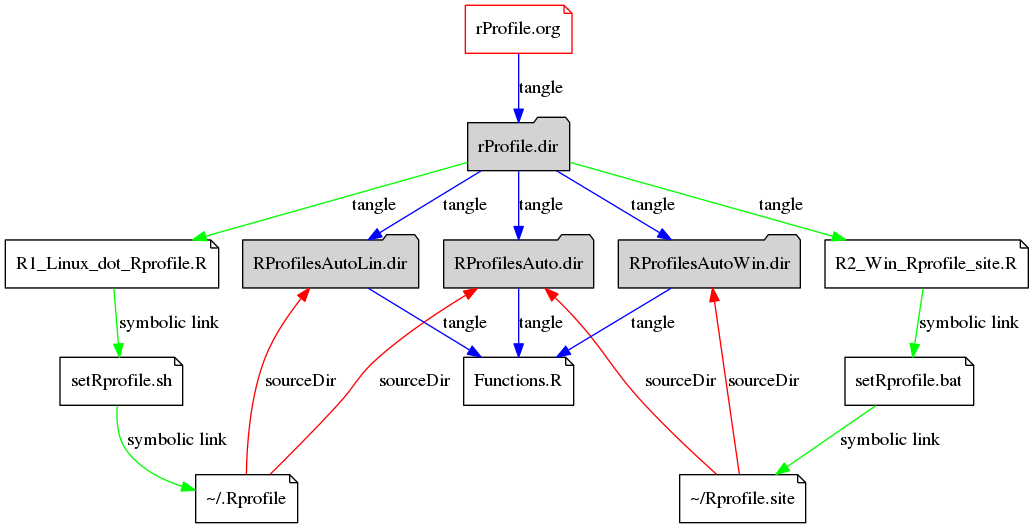 rProfile.org
tangle
rProfile.dir
tangle
tangle
tangle
tangle
tangle
R1_Linux_dot_Rprofile.R
RProfilesAutoLin.dir
RProfilesAuto.dir
RProfilesAutoWin.dir
R2_Win_Rprofile_site.R
symbolic link
tangle
tangle
tangle
symbolic link
setRprofile.sh
sourceDir
sourceDir
Functions.R
sourceDir
sourceDir
setRprofile.bat
symbolic link
symbolic link
~/.Rprofile
~/Rprofile.site